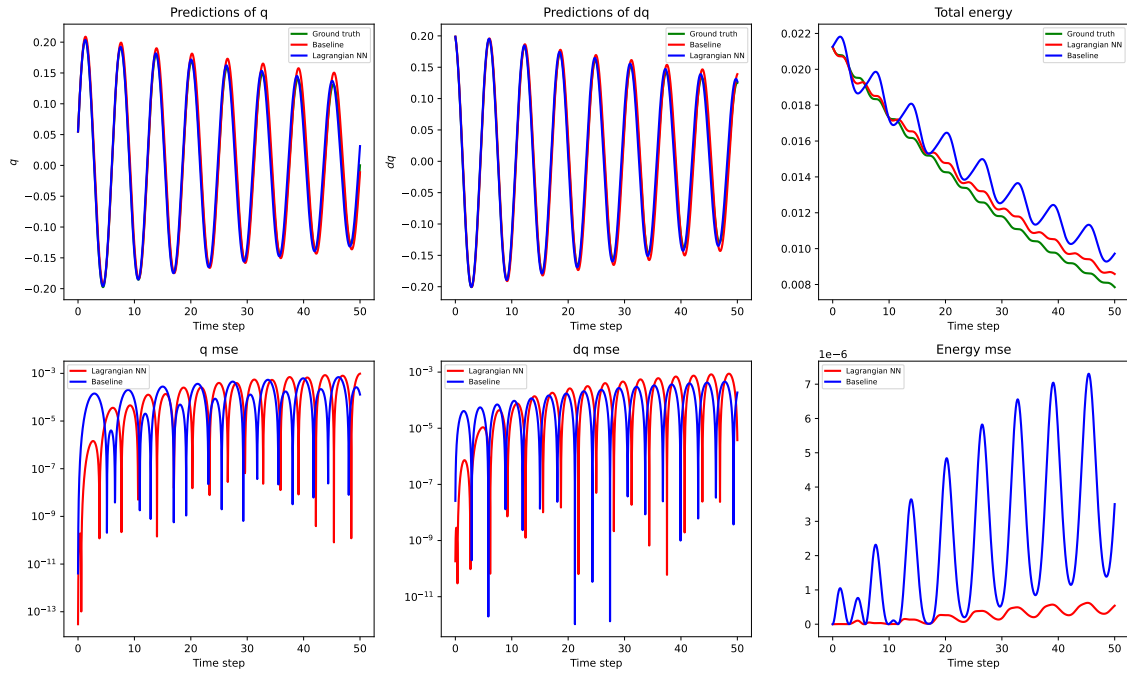 Predictions of q
Ground truth
Baseline
Lagrangian NN
0.20
0.15
0.10
0.05
0.00
−0.05
−0.10
−0.15
−0.20
q
0 10 20 30 40 50
Time step
Predictions of dq
Ground truth
Baseline
Lagrangian NN
0.20
0.15
0.10
0.05
0.00
−0.05
−0.10
−0.15
−0.20
dq
0 10 20 30 40 50
Time step
Total energy
Ground truth
Lagrangian NN
Baseline
0.022
0.020
0.018
0.016
0.014
0.012
0.010
0.008
0 10 20 30 40 50
Time step
q mse
Lagrangian NN
Baseline
10⁻³
10⁻⁵
10⁻⁷
10⁻⁹
10⁻¹¹
10⁻¹³
0 10 20 30 40 50
Time step
dq mse
Lagrangian NN
Baseline
10⁻³
10⁻⁵
10⁻⁷
10⁻⁹
10⁻¹¹
0 10 20 30 40 50
Time step
Energy mse
1e−6
Lagrangian NN
Baseline
7
6
5
4
3
2
1
0
0 10 20 30 40 50
Time step